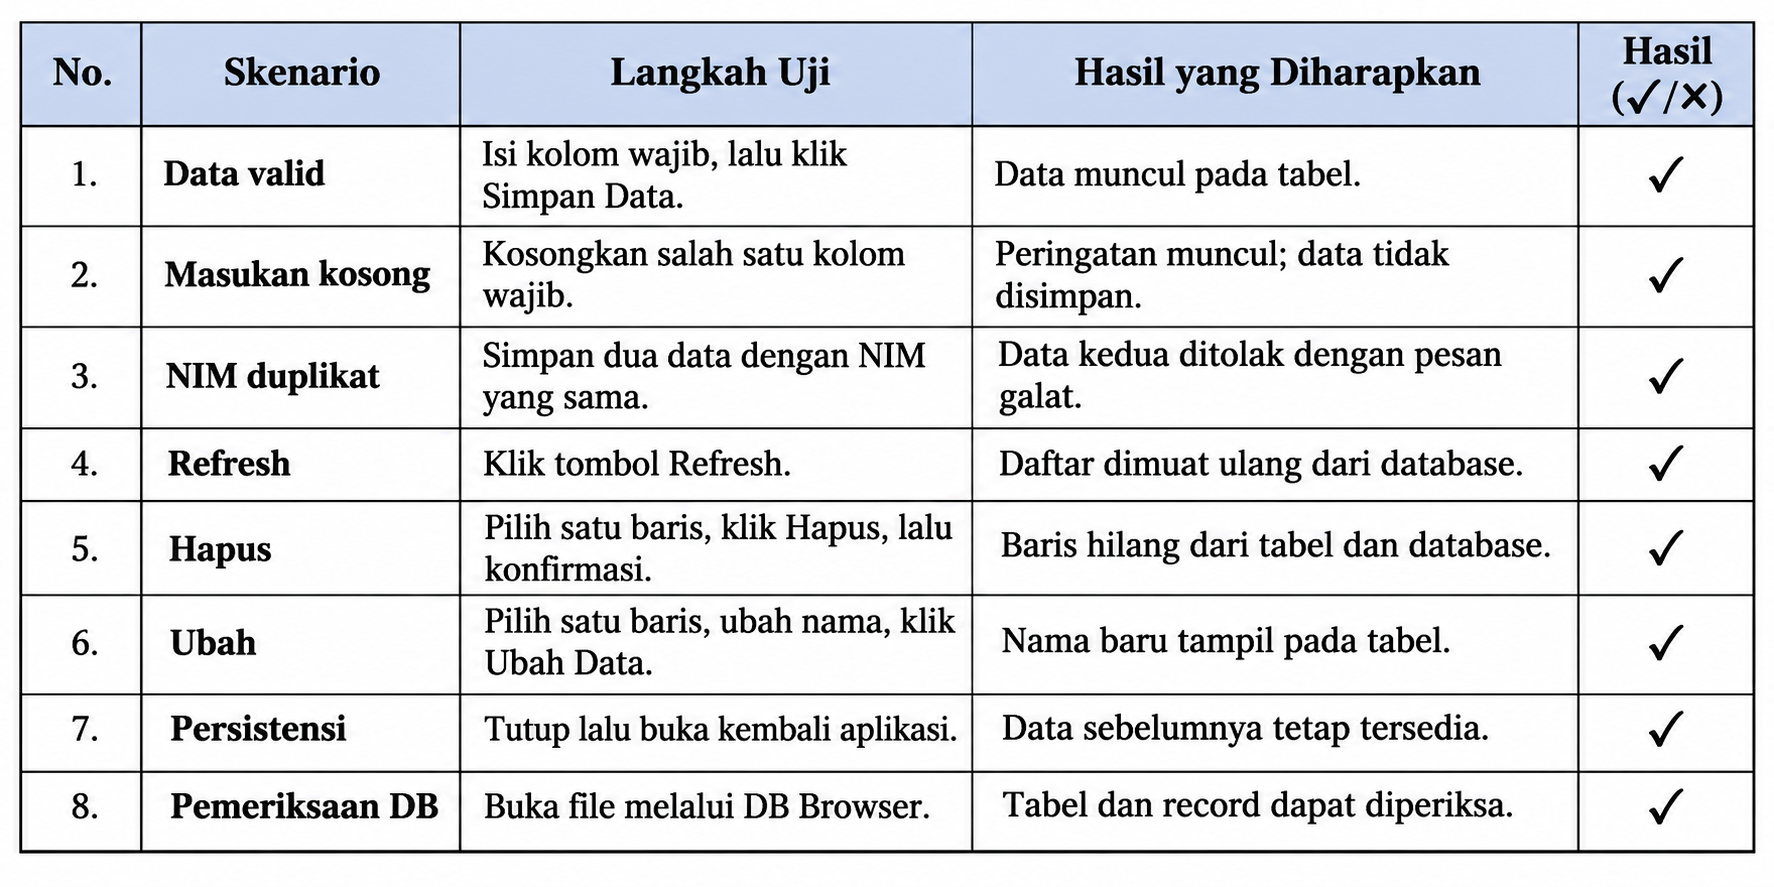 No. Skenario Langkah Uji Hasil yang Diharapkan Hasil
(✓/✗)
1. Data valid Isi kolom wajib, lalu klik
Simpan Data. Data muncul pada tabel. ✓
2. Masukan kosong Kosongkan salah satu kolom
wajib. Peringatan muncul; data tidak
disimpan. ✓
3. NIM duplikat Simpan dua data dengan NIM
yang sama. Data kedua ditolak dengan pesan
galat. ✓
4. Refresh Klik tombol Refresh. Daftar dimuat ulang dari database. ✓
5. Hapus Pilih satu baris, klik Hapus, lalu
konfirmasi. Baris hilang dari tabel dan database. ✓
6. Ubah Pilih satu baris, ubah nama, klik
Ubah Data. Nama baru tampil pada tabel. ✓
7. Persistensi Tutup lalu buka kembali aplikasi. Data sebelumnya tetap tersedia. ✓
8. Pemeriksaan DB Buka file melalui DB Browser. Tabel dan record dapat diperiksa. ✓